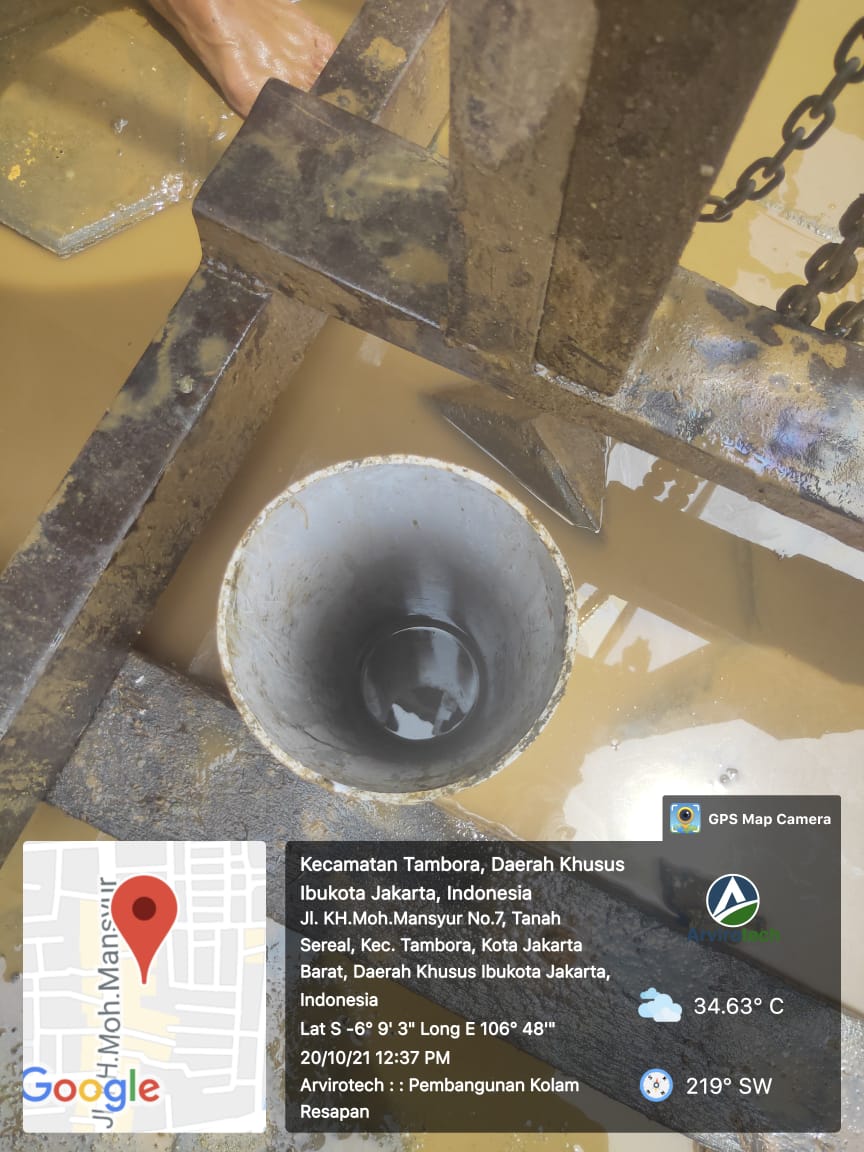 GPS Map Camera
Kecamatan Tambora, Daerah Khusus
Ibukota Jakarta, Indonesia
Jl. KH.Moh.Mansyur No.7, Tanah
Sereal, Kec. Tambora, Kota Jakarta
Barat, Daerah Khusus Ibukota Jakarta,
Indonesia
Lat S -6° 9' 3" Long E 106° 48'"
20/10/21 12:37 PM
Arvirotech : : Pembangunan Kolam
Resapan
Arvirotech
34.63° C
219° SW
Jl. H.Moh.Mansyur
Google